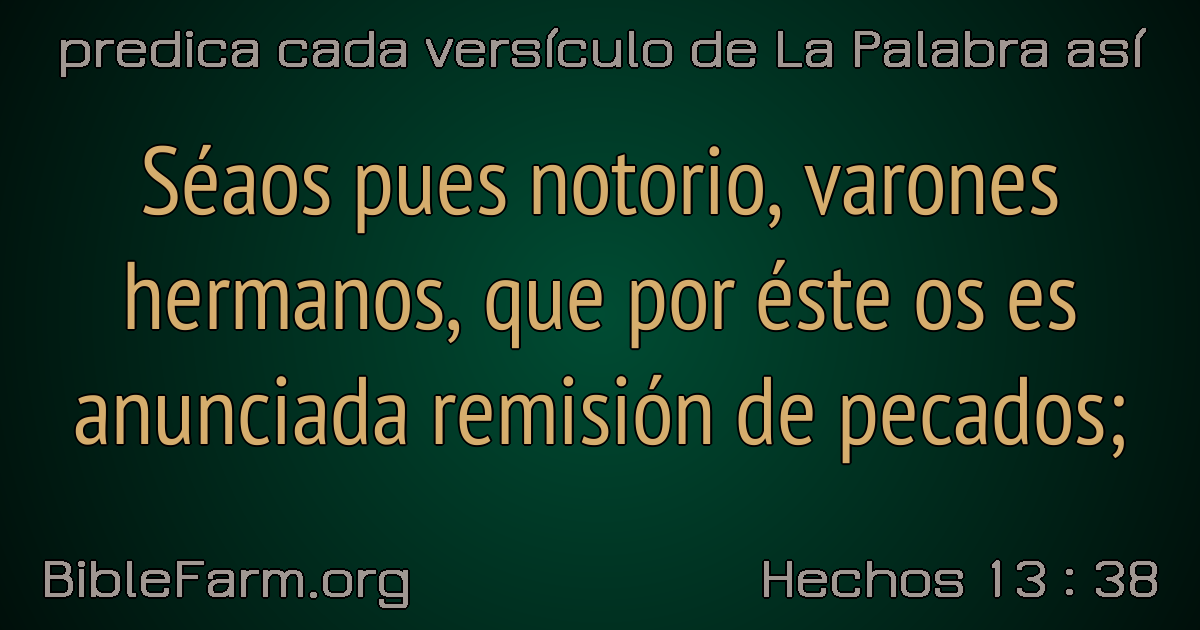 predica cada versículo de La Palabra así
Séaos pues notorio, varones
hermanos, que por éste os es
anunciada remisión de pecados;
BibleFarm.org
Hechos 13 : 38